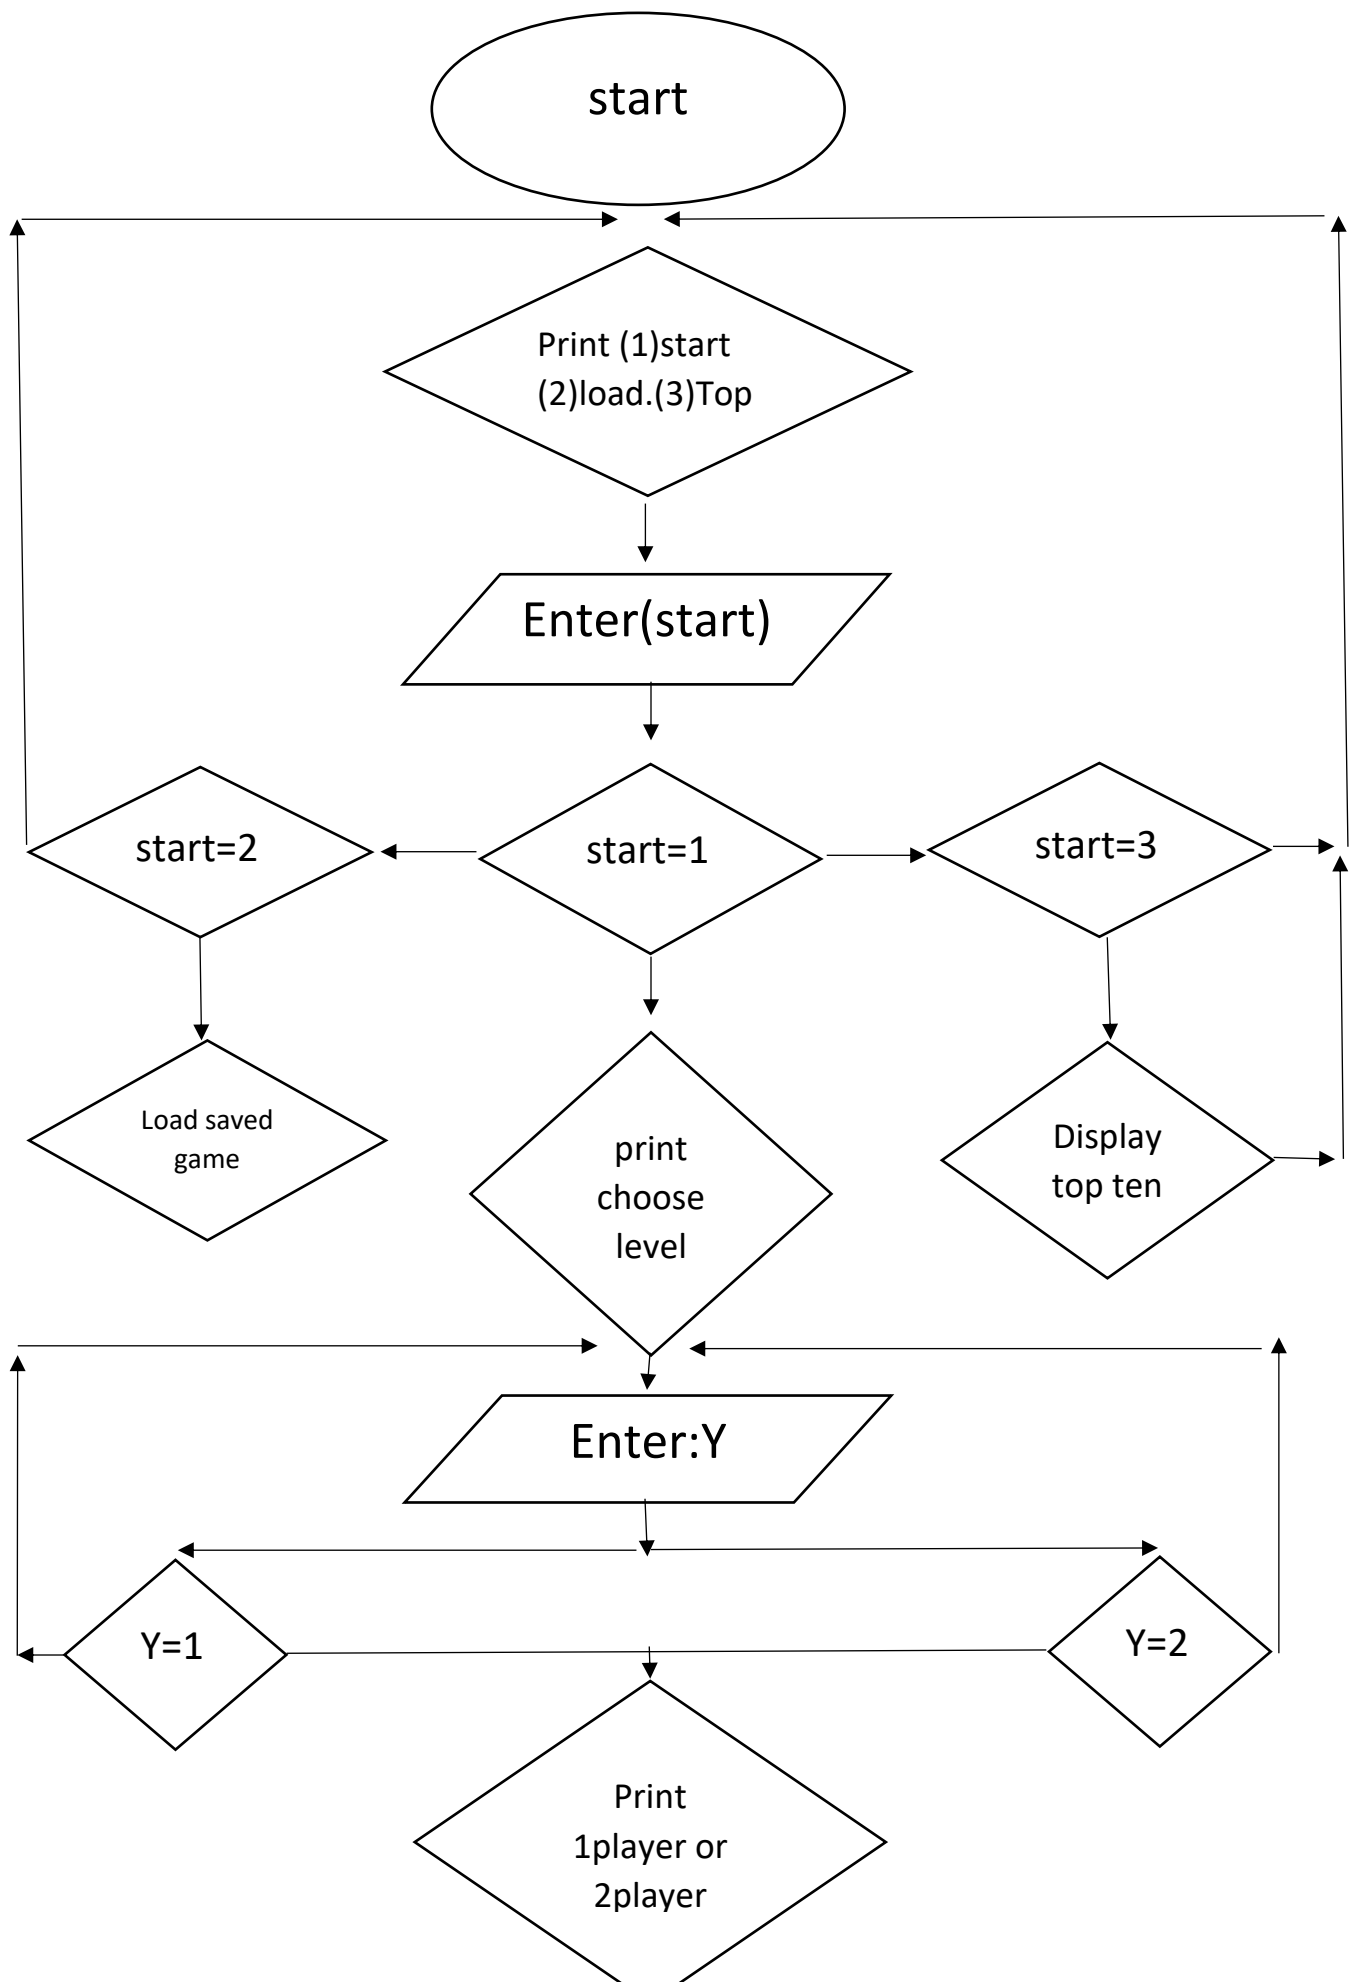 start
Print (1)start
(2)load.(3)Top
Enter(start)
start=2
start=1
start=3
Load saved
game
print
choose
level
Display
top ten
Enter:Y
Y=1
Y=2
Print
1player or
2player